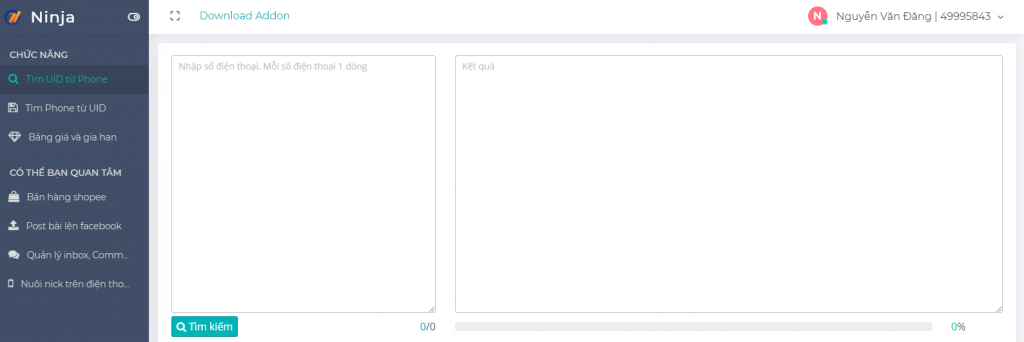 Ninja
Download Addon
N
Nguyễn Văn Đăng | 49995843
CHỨC NĂNG
Tìm UID từ Phone
Tìm Phone từ UID
Bảng giá và gia hạn
CÓ THỂ BẠN QUAN TÂM
Bán hàng shopee
Post bài lên facebook
Quản lý inbox, Comm...
Nuôi nick trên điện tho...
Nhập số điện thoại. Mỗi số điện thoại 1 dòng
Kết quả
Tìm kiếm
0/0
0%